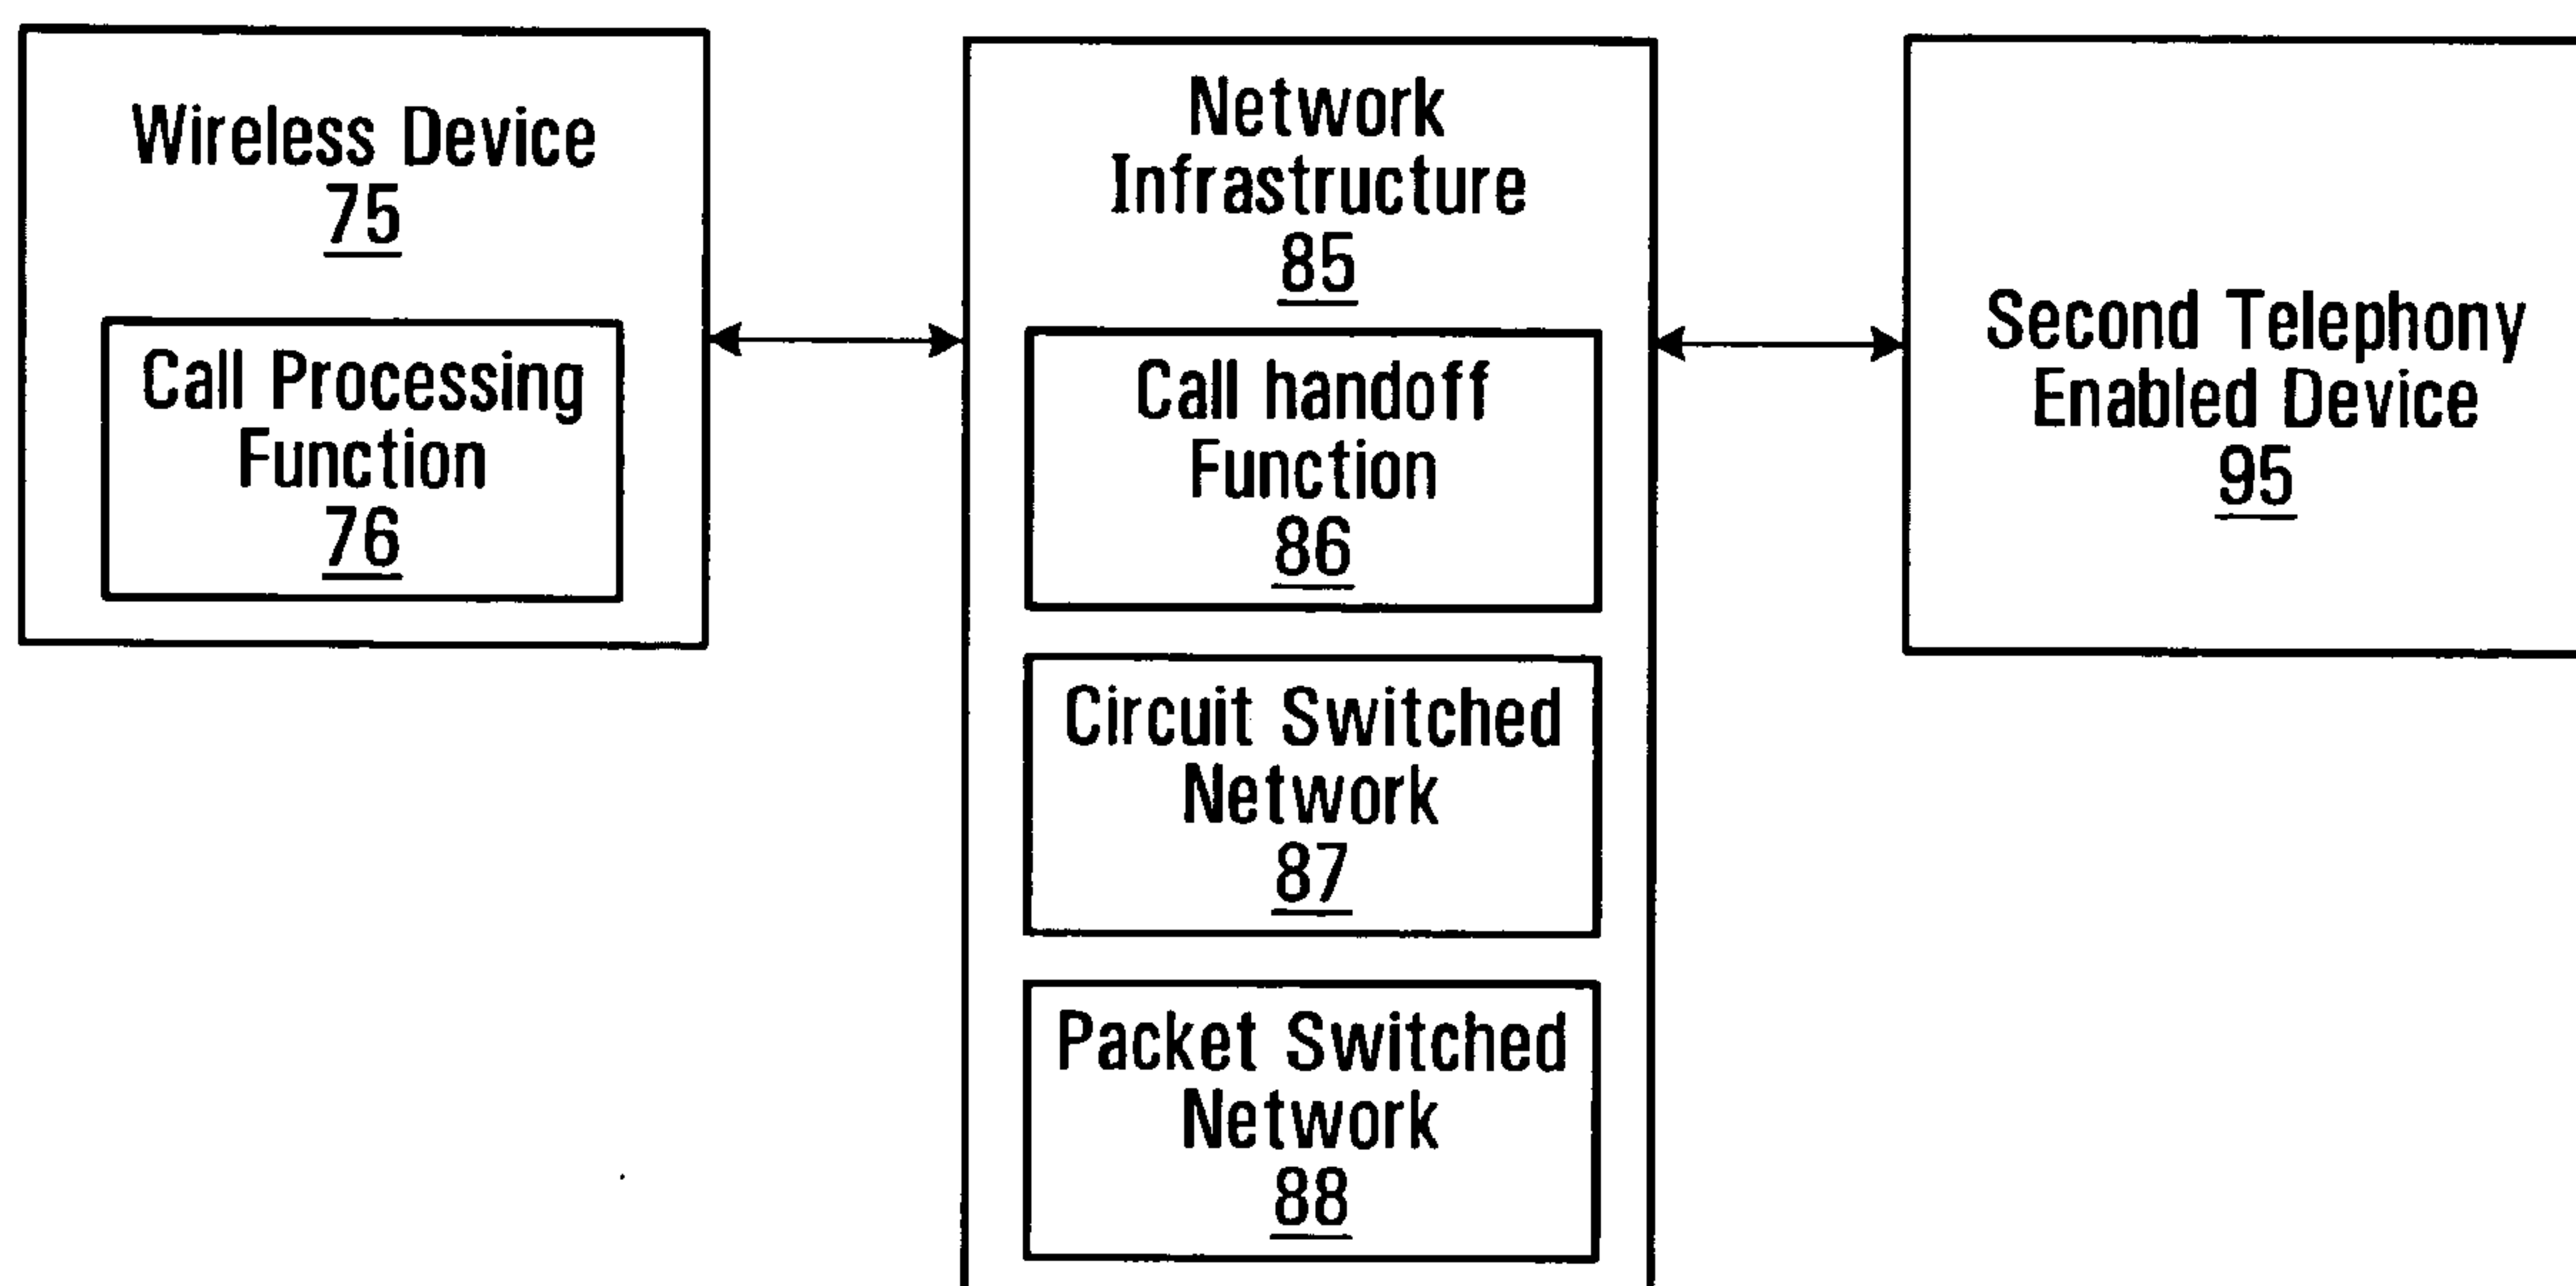 Wireless Device
75
Call Processing
Function
76
Network
Infrastructure
85
Call handoff
Function
86
Circuit Switched
Network
87
Packet Switched
Network
88
Second Telephony
Enabled Device
95